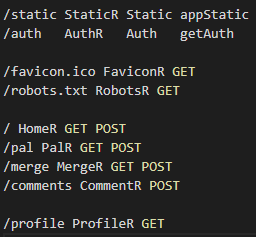 /static StaticR Static appStatic
/auth   AuthR   Auth   getAuth

/favicon.ico FaviconR GET
/robots.txt RobotsR GET

/ HomeR GET POST
/pal PalR GET POST
/merge MergeR GET POST
/comments CommentR POST

/profile ProfileR GET